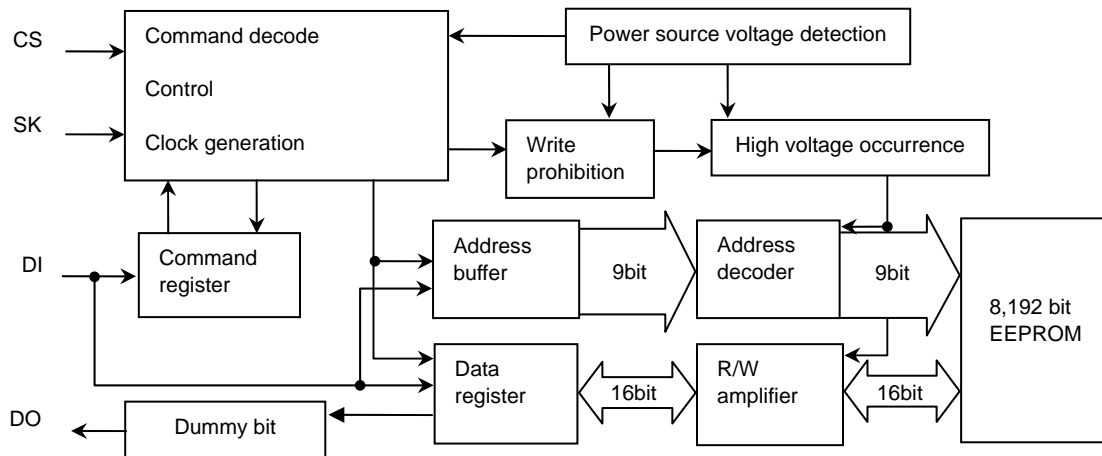 CS
Command decode
Power source voltage detection
Control
SK
Clock generation
Write
prohibition
High voltage occurrence
DI
Command
register
Address
buffer
9bit
Address
decoder
9bit
8,192 bit
EEPROM
Data
register
16bit
R/W
amplifier
16bit
DO
Dummy bit